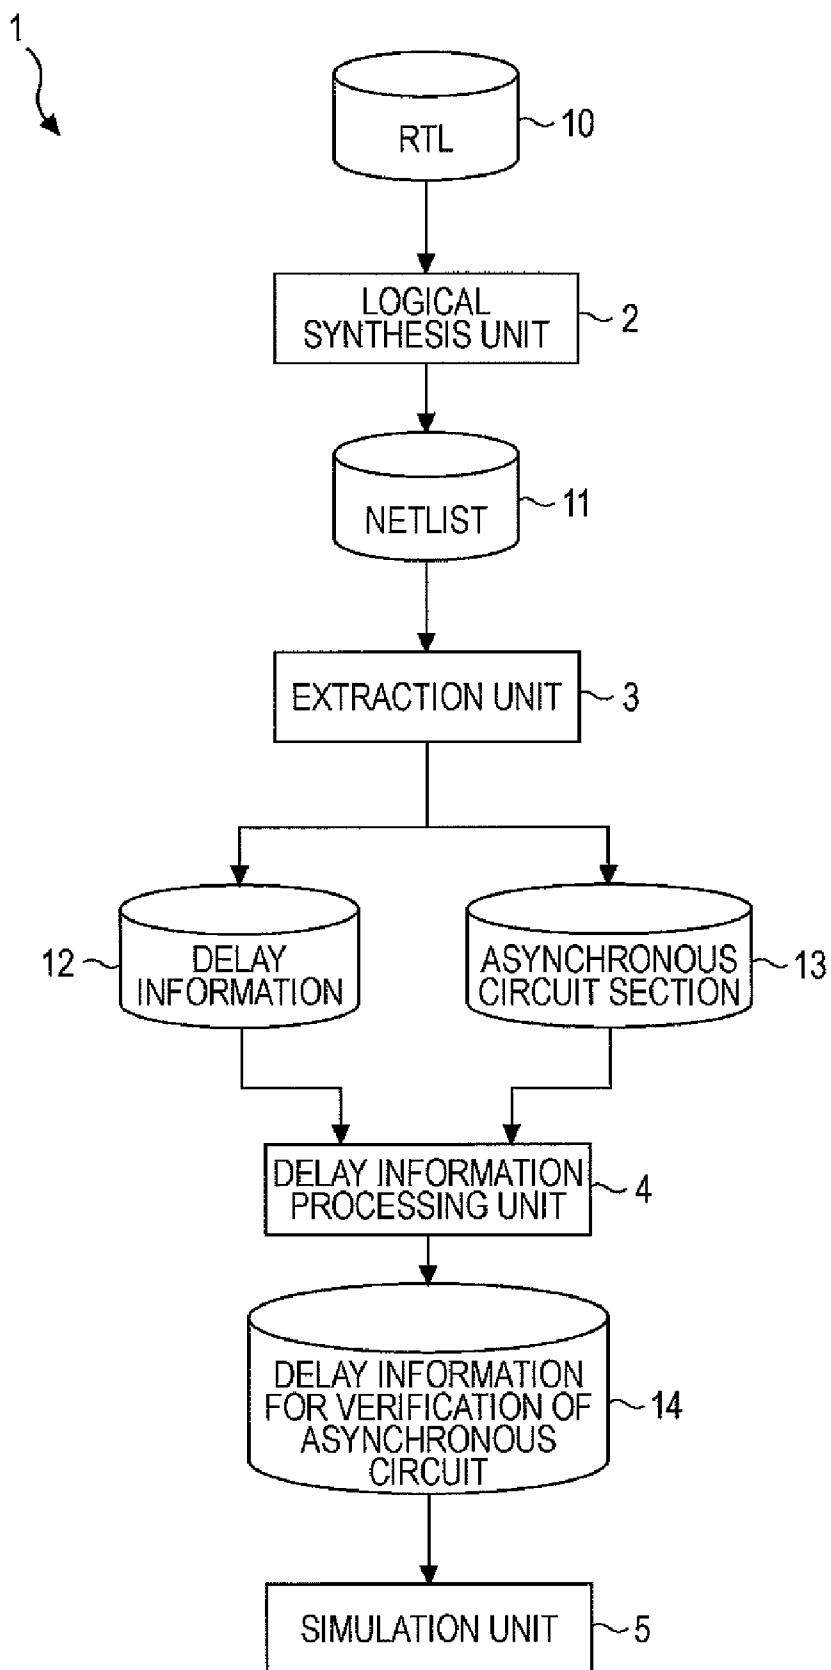 1
RTL
10
LOGICAL
SYNTHESIS UNIT
2
NETLIST
11
EXTRACTION UNIT
3
12
DELAY
INFORMATION
ASYNCHRONOUS
CIRCUIT SECTION
13
DELAY INFORMATION
PROCESSING UNIT
4
DELAY INFORMATION
FOR VERIFICATION OF
ASYNCHRONOUS
CIRCUIT
14
SIMULATION UNIT
5